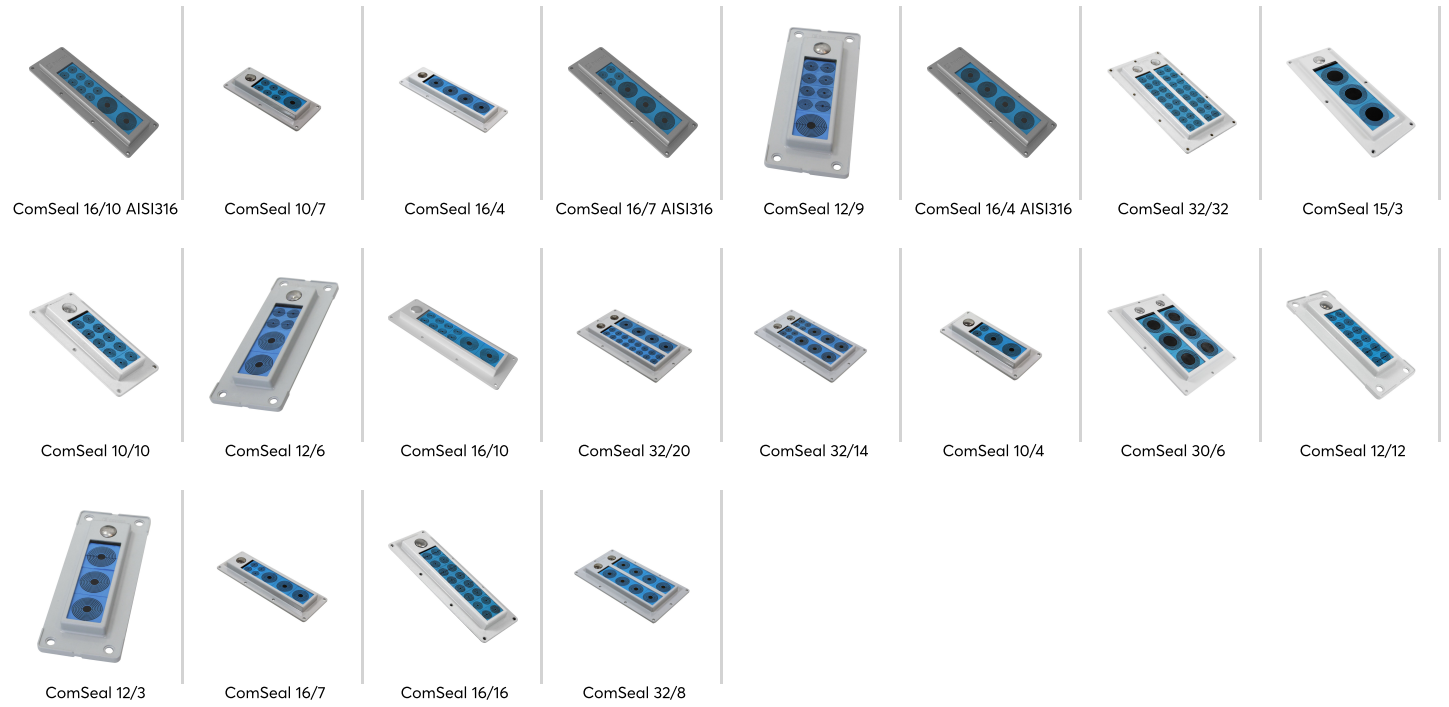 ComSeal 16/10 AISI316
ComSeal 10/7
ComSeal 16/4
ComSeal 16/7 AISI316
ComSeal 12/9
ComSeal 16/4 AISI316
ComSeal 32/32
ComSeal 15/3
ComSeal 10/10
ComSeal 12/6
ComSeal 16/10
ComSeal 32/20
ComSeal 32/14
ComSeal 10/4
ComSeal 30/6
ComSeal 12/12
ComSeal 12/3
ComSeal 16/7
ComSeal 16/16
ComSeal 32/8